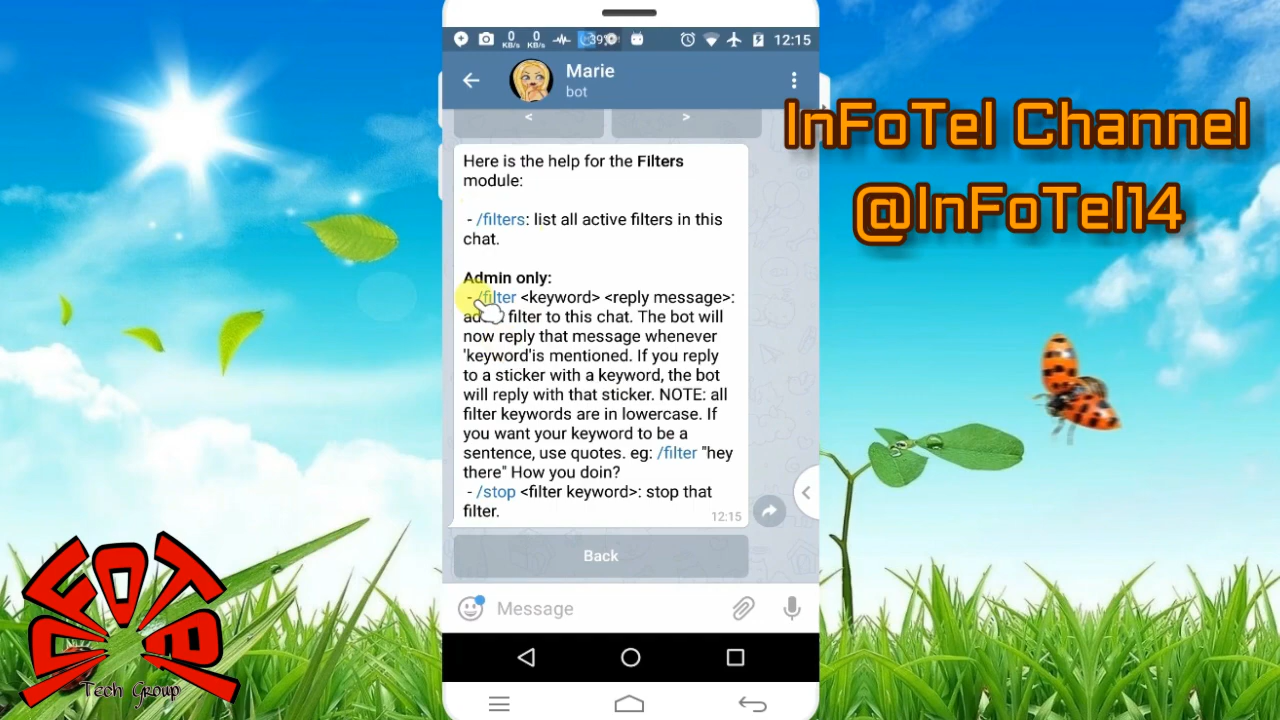 12:15
Marie
bot
<
>
Here is the help for the Filters
module:
- /filters: list all active filters in this
chat.
Admin only:
- /filter <keyword> <reply message>:
filter to this chat. The bot will
now reply that message whenever
'keyword'is mentioned. If you reply
to a sticker with a keyword, the bot
will reply with that sticker. NOTE: all
filter keywords are in lowercase. If
you want your keyword to be a
sentence, use quotes. eg: /filter "hey
there" How you doin?
- /stop <filter keyword>: stop that
filter.
12:15
Back
Message
InFoTel Channel
@InFoTel14
Tech Group